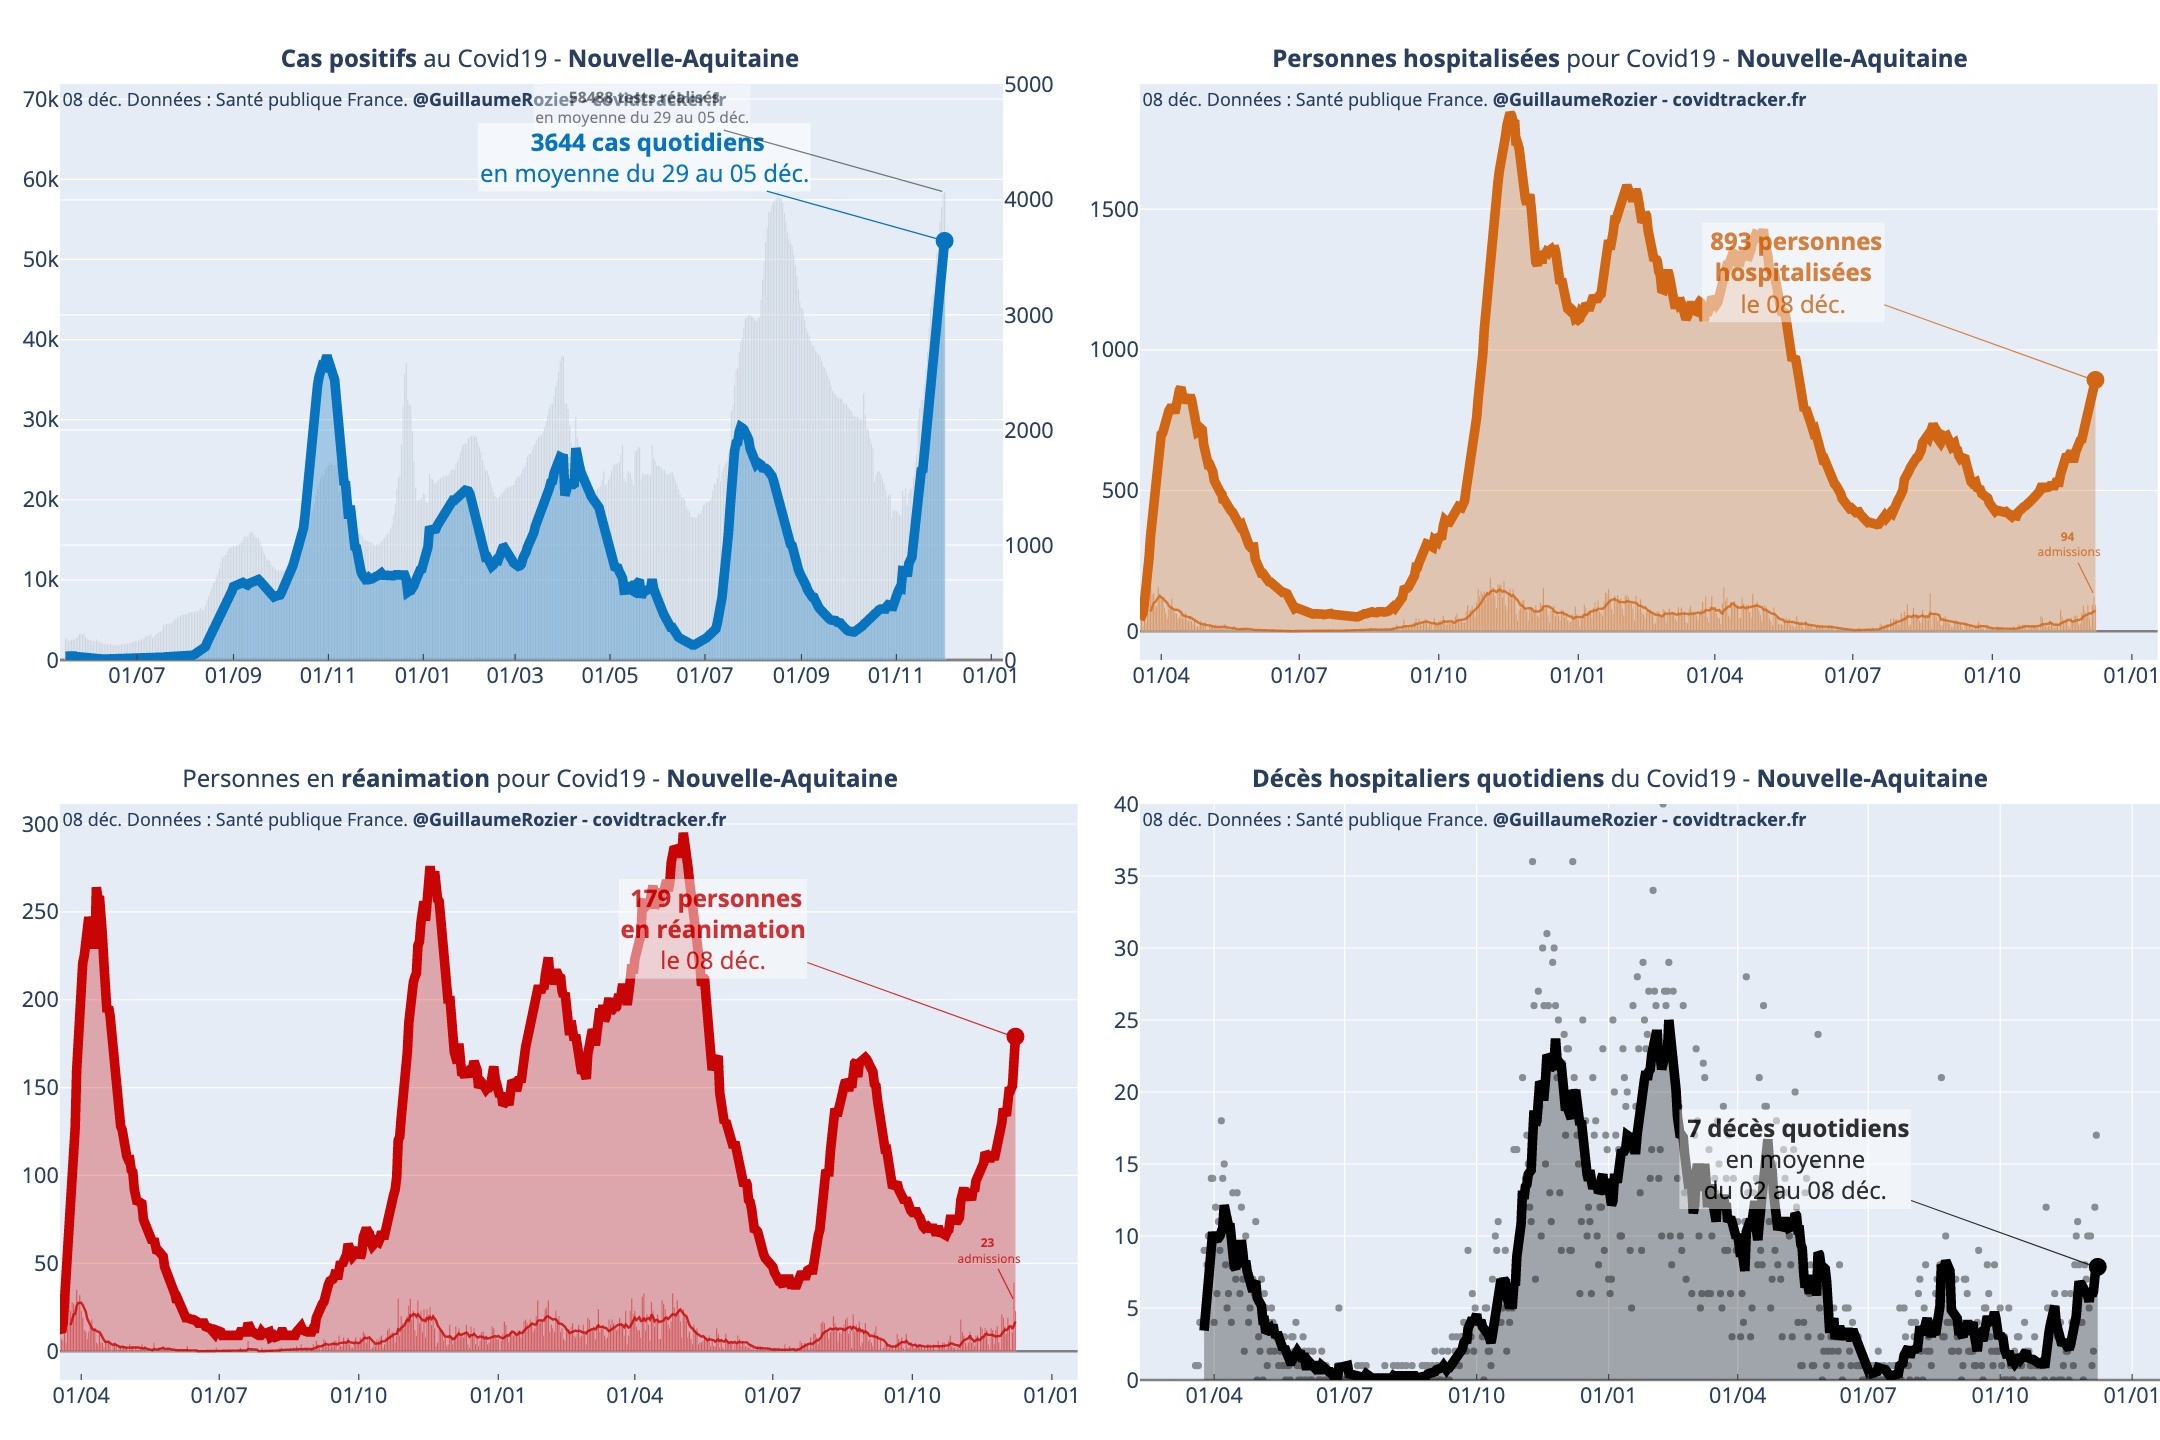 Cas positifs au Covid19 - Nouvelle-Aquitaine
08 déc. Données : Santé publique France. @GuillaumeRozier - covidtracker.fr
58488 tests réalisés
en moyenne du 29 au 05 déc.
3644 cas quotidiens
en moyenne du 29 au 05 déc.
70k
60k
50k
40k
30k
20k
10k
0
5000
4000
3000
2000
1000
0
01/07 01/09 01/11 01/01 01/03 01/05 01/07 01/09 01/11 01/01
Personnes hospitalisées pour Covid19 - Nouvelle-Aquitaine
08 déc. Données : Santé publique France. @GuillaumeRozier - covidtracker.fr
893 personnes
hospitalisées
le 08 déc.
94
admissions
1500
1000
500
0
01/04 01/07 01/10 01/01 01/04 01/07 01/10 01/01
Personnes en réanimation pour Covid19 - Nouvelle-Aquitaine
08 déc. Données : Santé publique France. @GuillaumeRozier - covidtracker.fr
179 personnes
en réanimation
le 08 déc.
23
admissions
300
250
200
150
100
50
0
01/04 01/07 01/10 01/01 01/04 01/07 01/10 01/01
Décès hospitaliers quotidiens du Covid19 - Nouvelle-Aquitaine
08 déc. Données : Santé publique France. @GuillaumeRozier - covidtracker.fr
7 décès quotidiens
en moyenne
du 02 au 08 déc.
40
35
30
25
20
15
10
5
0
01/04 01/07 01/10 01/01 01/04 01/07 01/10 01/01